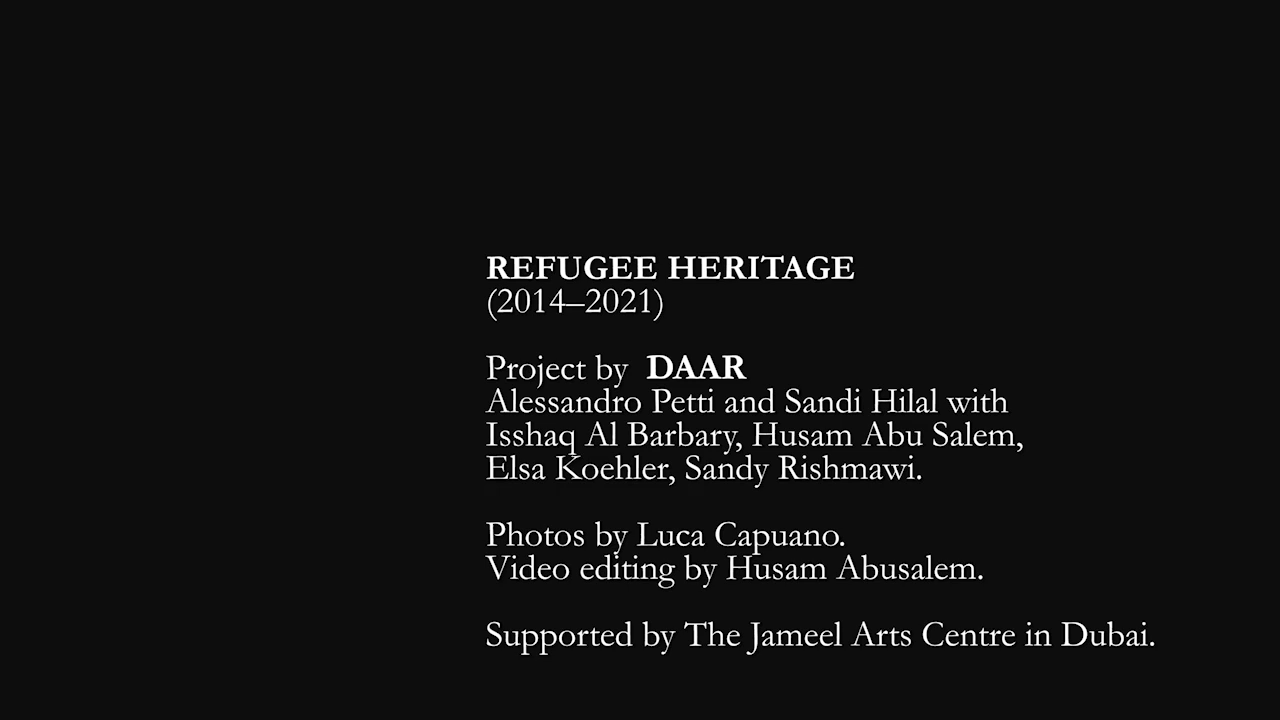 REFUGEE HERITAGE
(2014–2021)
Project by DAAR
Alessandro Petti and Sandi Hilal with
Isshaq Al Barbary, Husam Abu Salem,
Elsa Koehler, Sandy Rishmawi.
Photos by Luca Capuano.
Video editing by Husam Abusalem.
Supported by The Jameel Arts Centre in Dubai.